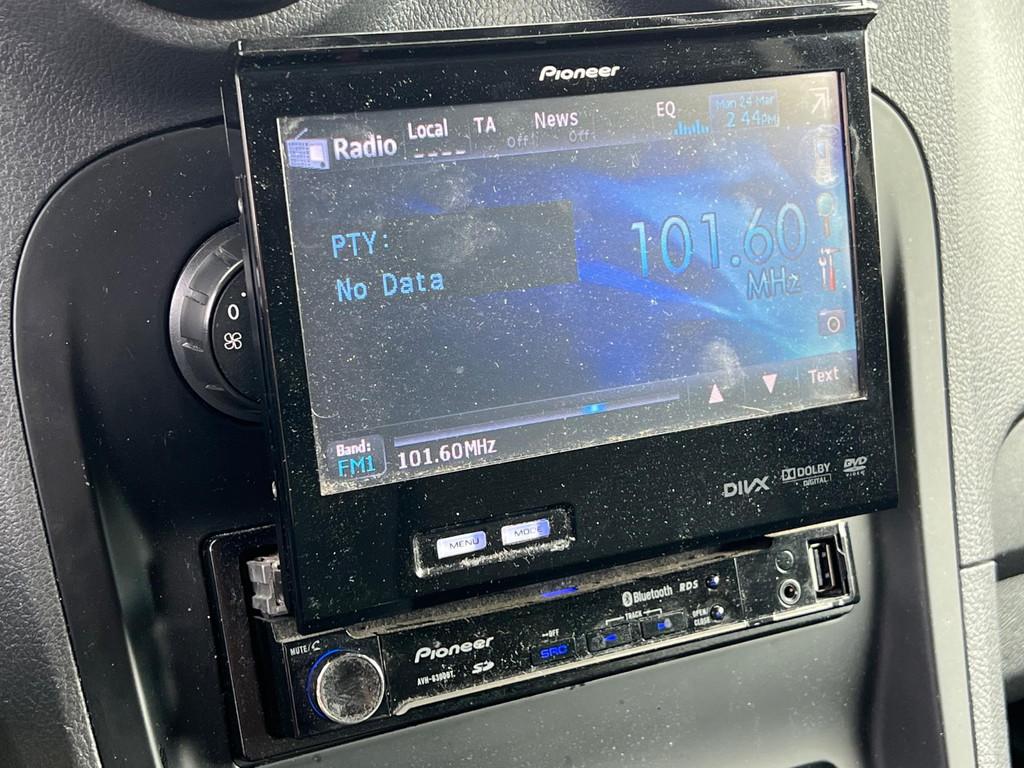 Pioneer
Radio
Local
TA
News
EQ
Mon 24 Mar
2 44PM
Off
Off
PTY:
No Data
101.60
MHz
0
Text
Band:
FM1
101.60MHz
DIVX
DOLBY
DIGITAL
DVD
VIDEO
MENU
MODE
Bluetooth
RDS
TRACK
OPEN
CLOSE
MUTE
Pioneer
SD
OFF
SRC